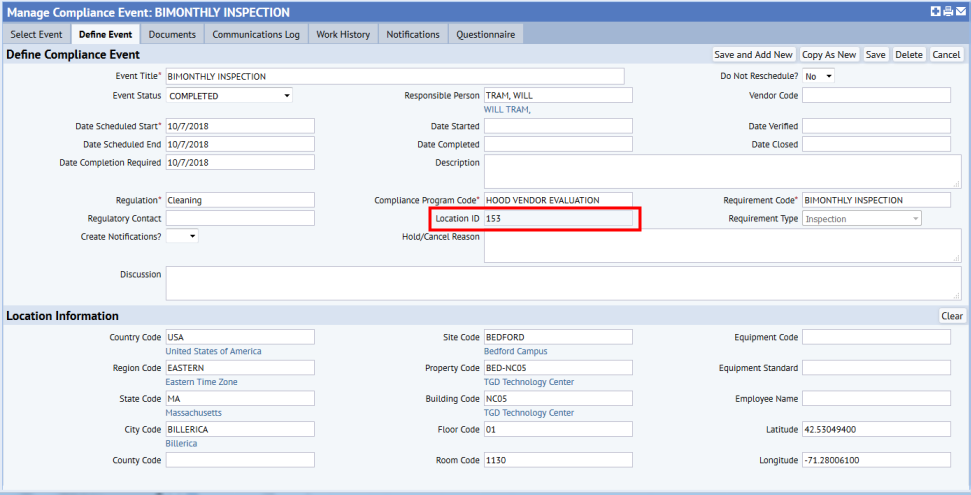 Manage Compliance Event: BIMONTHLY INSPECTION
Select Event Define Event Documents Communications Log Work History Notifications Questionnaire
Define Compliance Event Save and Add New Copy As New Save Delete Cancel
Event Title* BIMONTHLY INSPECTION Do Not Reschedule? No
Event Status COMPLETED Responsible Person TRAM, WILL Vendor Code
WILL TRAM,
Date Scheduled Start* 10/7/2018 Date Started Date Verified
Date Scheduled End 10/7/2018 Date Completed Date Closed
Date Completion Required 10/7/2018 Description
Regulation* Cleaning Compliance Program Code* HOOD VENDOR EVALUATION Requirement Code* BIMONTHLY INSPECTION
Regulatory Contact Location ID 153 Requirement Type Inspection
Create Notifications? Hold/Cancel Reason
Discussion
Location Information Clear
Country Code USA Site Code BEDFORD Equipment Code
United States of America Bedford Campus
Region Code EASTERN Property Code BED-NC05 Equipment Standard
Eastern Time Zone TGD Technology Center
State Code MA Building Code NC05 Employee Name
Massachusetts TGD Technology Center
City Code BILLERICA Floor Code 01 Latitude 42.53049400
Billerica
County Code Room Code 1130 Longitude -71.28006100